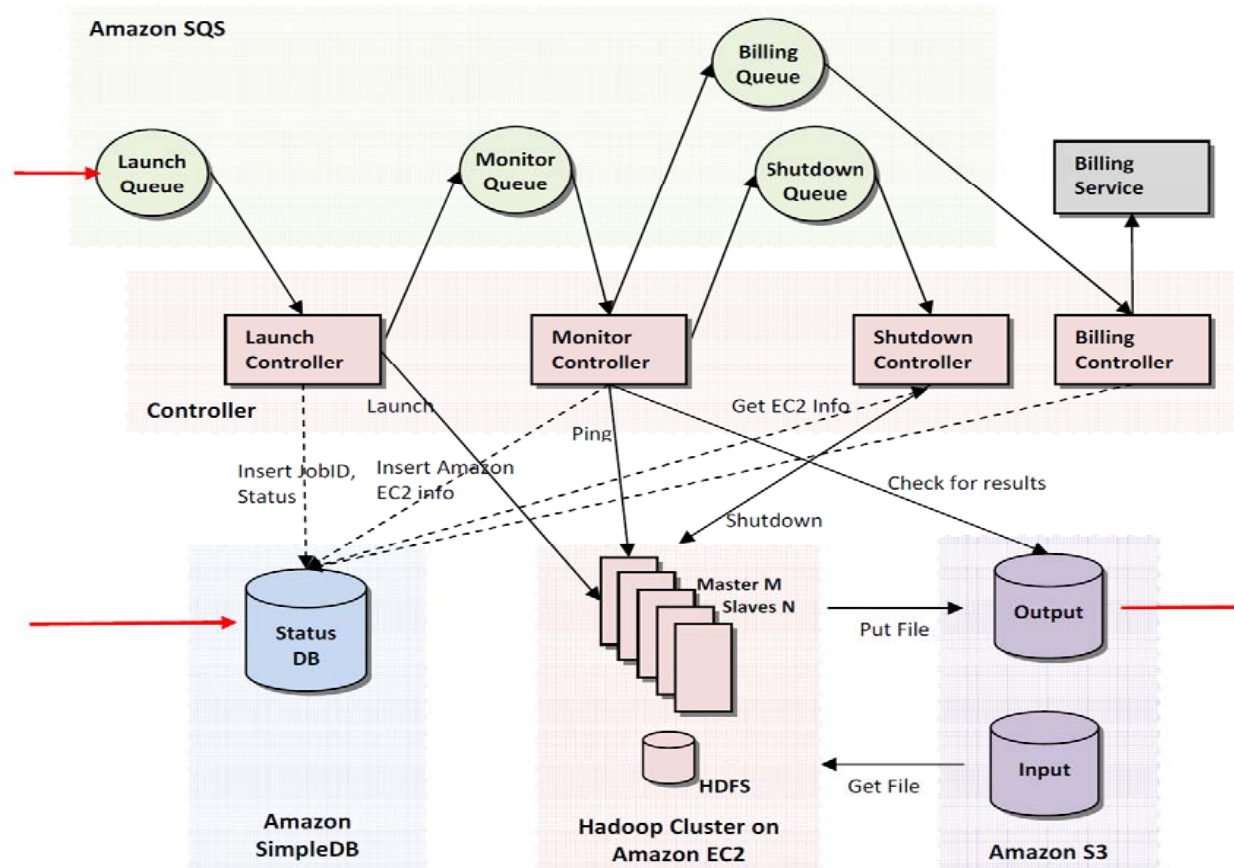 Amazon SQS
Billing
Queue
Launch
Queue
Monitor
Queue
Shutdown
Queue
Billing
Service
Launch
Controller
Monitor
Controller
Shutdown
Controller
Billing
Controller
Controller
Launch
Ping
Get EC2 Info
Insert JobID,
Status
Insert Amazon
EC2 info
Check for results
Shutdown
Master M
Slaves N
Status
DB
Put File
Output
HDFS
Get File
Input
Amazon
SimpleDB
Hadoop Cluster on
Amazon EC2
Amazon S3